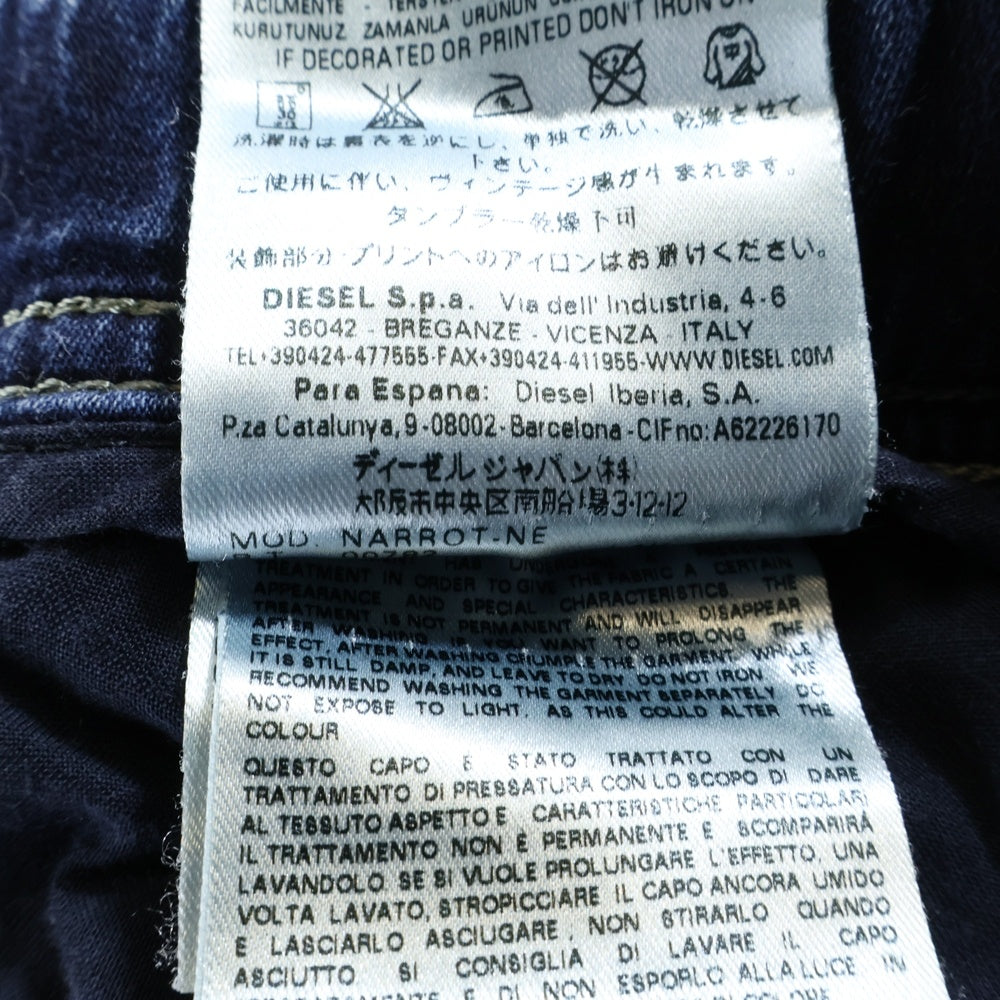 FACILMENTE - TERS
KURUTUNUZ ZAMANLA ÜRÜNÜN
IF DECORATED OR PRINTED DON'T IRON ON
洗濯時は裏表を逆にし、単独で洗い、乾燥させて
下さい。
ご使用に伴い、ヴィンテージ感が生まれます。
タンブラー乾燥不可
装飾部分・プリントへのアイロンはお避けください。
DIESEL S.p.a. Via dell' Industria, 4-6
36042 - BREGANZE - VICENZA ITALY
TEL+390424-477555-FAX+390424-411955-WWW.DIESEL.COM
Para Espana: Diesel Iberia, S.A.
P.za Catalunya, 9 -08002- Barcelona -CIF no: A62226170
ディーゼル ジャパン(株)
大阪市中央区南船場3-12-12
MOD. NARROT-NE
HAS
TREATMENT IN ORDER TO GIVE THE FABRIC A CERTAIN
APPEARANCE AND SPECIAL CHARACTERISTICS. THE
TREATMENT IS NOT PERMANENT AND WILL DISAPPEAR
AFTER WASHING. IF YOU WANT TO PROLONG THE
EFFECT, AFTER WASHING CRUMPLE THE GARMENT, WHILE
IT IS STILL DAMP, AND LEAVE TO DRY. DO NOT IRON. WE
RECOMMEND WASHING THE GARMENT SEPARATELY. DO
NOT EXPOSE TO LIGHT, AS THIS COULD ALTER THE
COLOUR
QUESTO CAPO E STATO TRATTATO CON UN
TRATTAMENTO DI PRESSATURA CON LO SCOPO DI DARE
AL TESSUTO ASPETTO E CARATTERISTICHE PARTICOLARI
IL TRATTAMENTO NON È PERMANENTE E SCOMPARIRÀ
LAVANDOLO SE SI VUOLE PROLUNGARE L'EFFETTO, UNA
VOLTA LAVATO, STROPICCIARE IL CAPO ANCORA UMIDO
E LASCIARLO ASCIUGARE, NON STIRARLO QUANDO
ASCIUTTO SI CONSIGLIA DI LAVARE IL CAPO
E DI NON ESPORLO ALLA LUCE IN